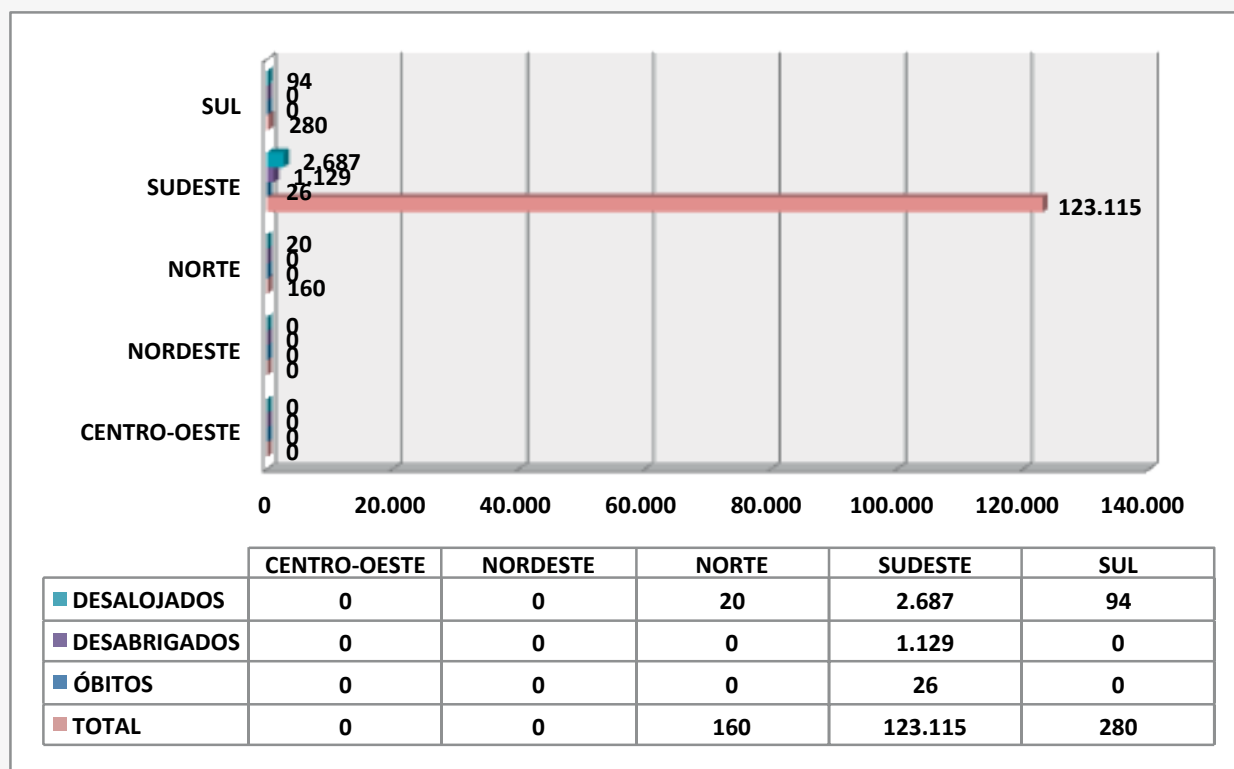 SUL
94
0
0
280
SUDESTE
2.687
1.129
26
123.115
NORTE
20
0
0
160
NORDESTE
0
0
0
0
CENTRO-OESTE
0
0
0
0
0 20.000 40.000 60.000 80.000 100.000 120.000 140.000
CENTRO-OESTE NORDESTE NORTE SUDESTE SUL
DESALOJADOS 0 0 20 2.687 94
DESABRIGADOS 0 0 0 1.129 0
ÓBITOS 0 0 0 26 0
TOTAL 0 0 160 123.115 280